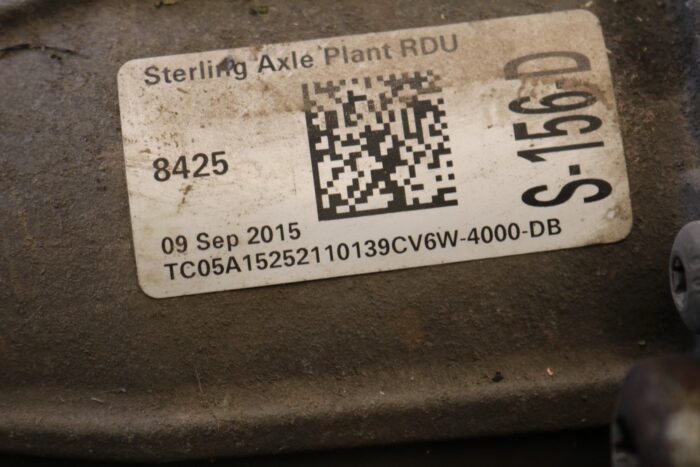 Sterling Axle Plant RDU
8425
S-156-D
09 Sep 2015
TC05A15252110139CV6W-4000-DB